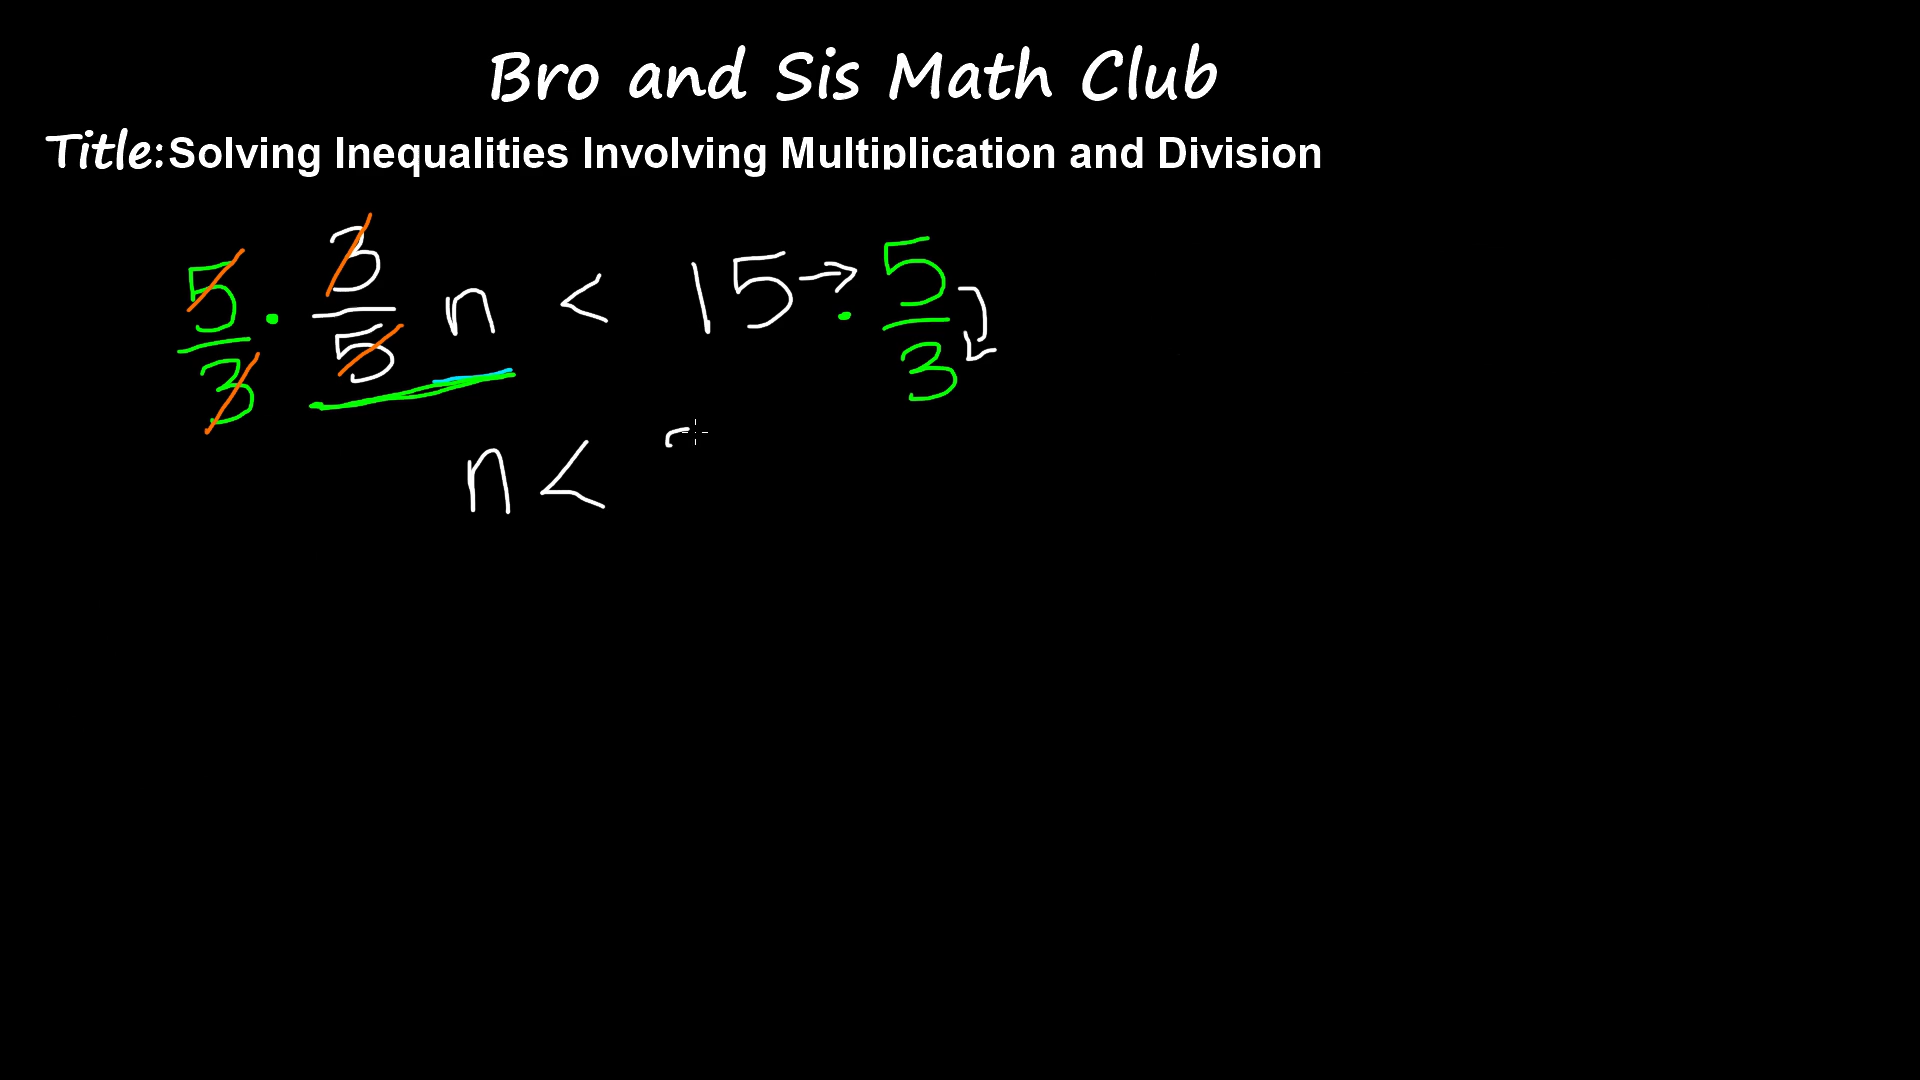 Bro and Sis Math Club
Title:Solving Inequalities Involving Multiplication and Division
5/3 · 3/5 n < 15 → · 5/3
n <